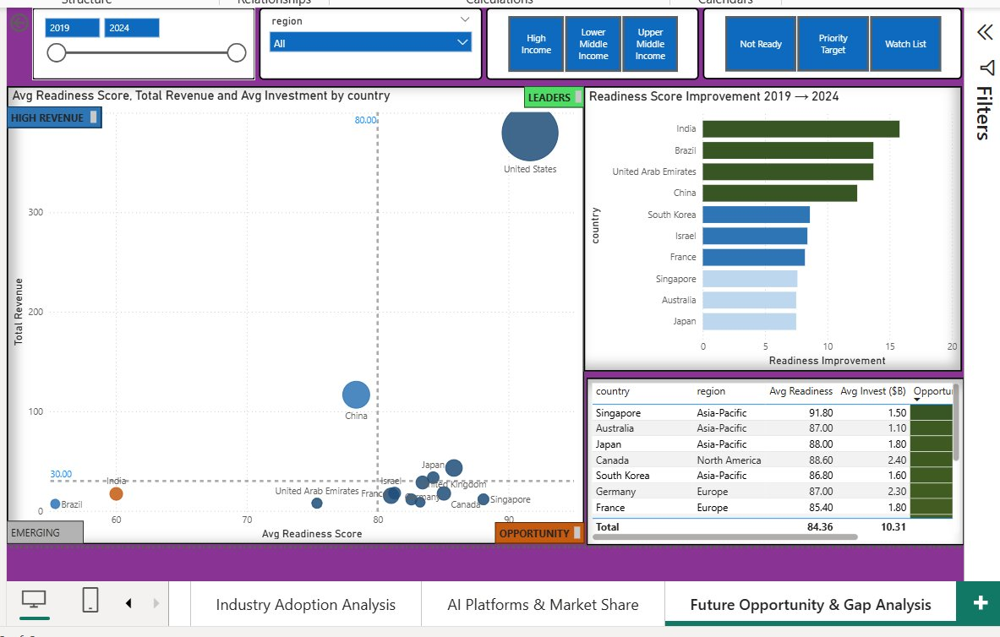 Structure
Relationships
Calculations
Calendars
2019
2024
region
All
High
Income
Lower
Middle
Income
Upper
Middle
Income
Not Ready
Priority
Target
Watch List
Filters
Avg Readiness Score, Total Revenue and Avg Investment by country
LEADERS
HIGH REVENUE
80.00
United States
300
200
100
0
Total Revenue
China
30.00
India
Brazil
United Arab Emirates
Israel
Japan
United Kingdom
Germany
Canada
Singapore
60
70
80
90
Avg Readiness Score
EMERGING
OPPORTUNITY
Readiness Score Improvement 2019 → 2024
country
India
Brazil
United Arab Emirates
China
South Korea
Israel
France
Singapore
Australia
Japan
0 5 10 15 20
Readiness Improvement
country region Avg Readiness Avg Invest ($B) Opportu
Singapore Asia-Pacific 91.80 1.50
Australia Asia-Pacific 87.00 1.10
Japan Asia-Pacific 88.00 1.80
Canada North America 88.60 2.40
South Korea Asia-Pacific 86.80 1.60
Germany Europe 87.00 2.30
France Europe 85.40 1.80
Total 84.36 10.31
Industry Adoption Analysis
AI Platforms & Market Share
Future Opportunity & Gap Analysis
+